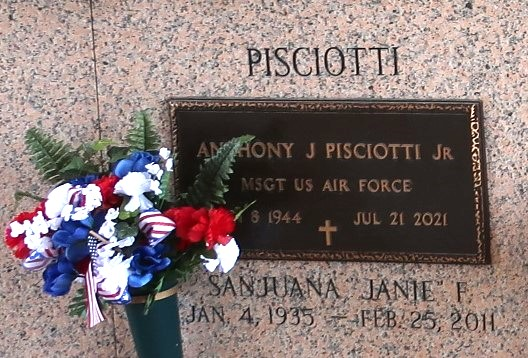 PISCIOTTI
ANTHONY J PISCIOTTI JR
MSGT US AIR FORCE
8 1944 JUL 21 2021
SANJUANA "JANIE" F
JAN. 4, 1935 — FEB. 25, 2011